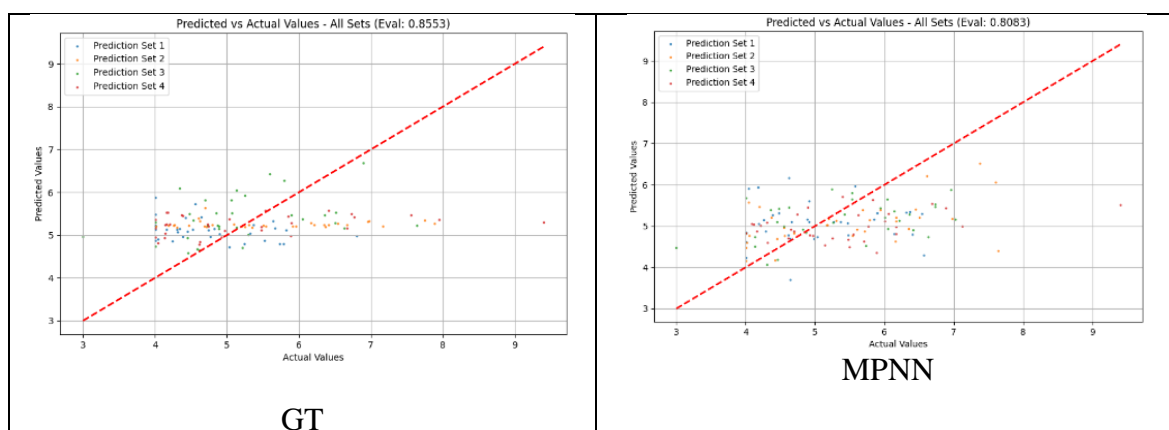 Predicted vs Actual Values - All Sets (Eval: 0.8553)
Prediction Set 1
Prediction Set 2
Prediction Set 3
Prediction Set 4
Predicted Values
9
8
7
6
5
4
3
3 4 5 6 7 8 9
Actual Values
GT
Predicted vs Actual Values - All Sets (Eval: 0.8083)
Prediction Set 1
Prediction Set 2
Prediction Set 3
Prediction Set 4
Predicted Values
9
8
7
6
5
4
3
3 4 5 6 7 8 9
Actual Values
MPNN